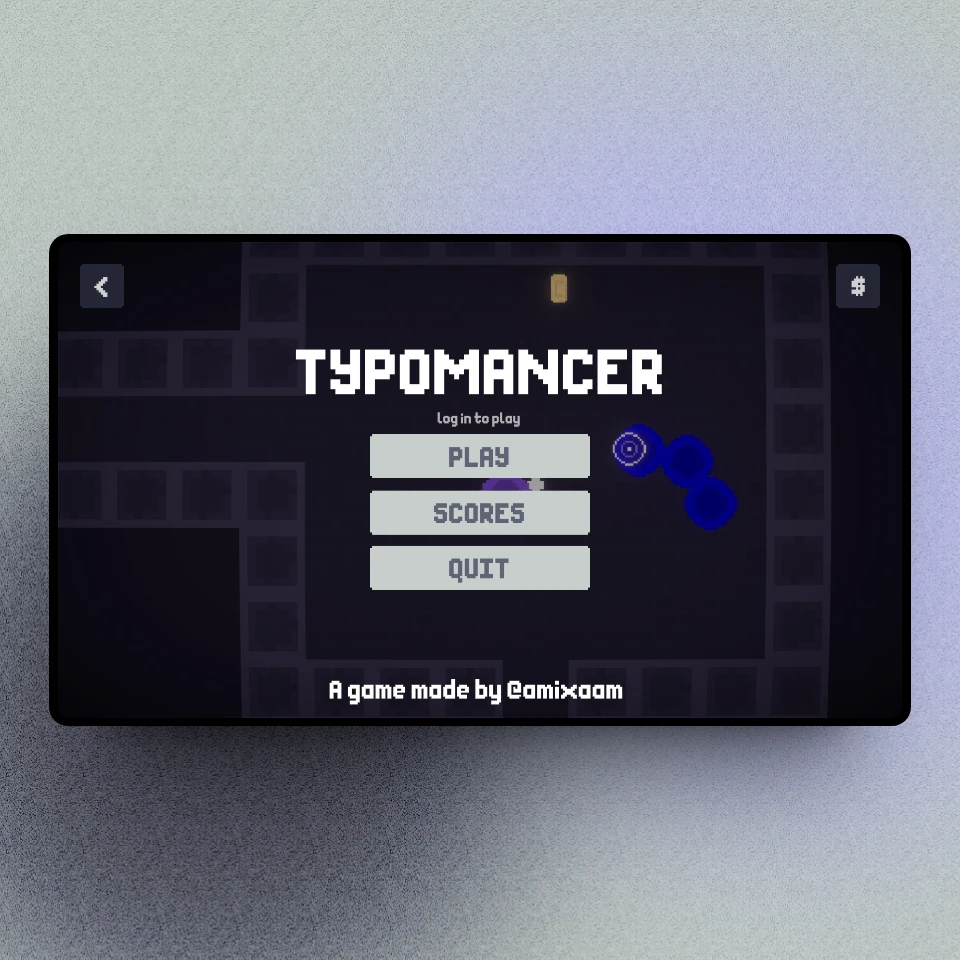 $
TYPOMANCER
log in to play
PLAY
SCORES
QUIT
A game made by @amixaam